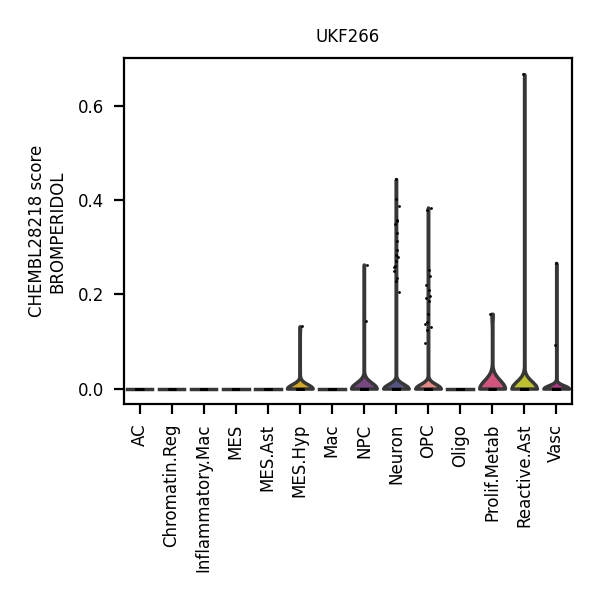 UKF266
CHEMBL28218 score
BROMPERIDOL
0.6
0.4
0.2
0.0
AC
Chromatin.Reg
Inflammatory.Mac
MES
MES.Ast
MES.Hyp
Mac
NPC
Neuron
OPC
Oligo
Prolif.Metab
Reactive.Ast
Vasc